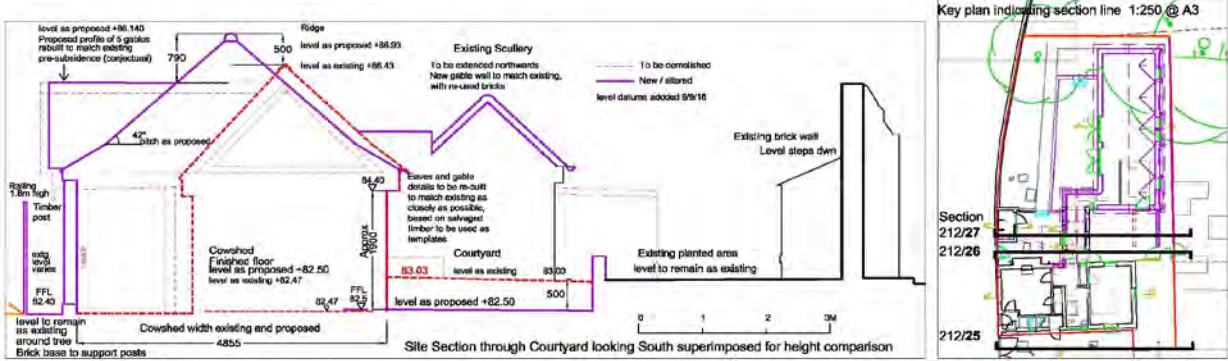 level as proposed +86.140
Proposed profile of 5 gables
rebuilt to match existing
pre-subsidence (conjectural)
790
500
Ridge
level as proposed +86.93
level as existing +86.43
Existing Scullery
To be extended northwards
New gable wall to match existing,
with re-used bricks
To be demolished
New / altered
level datums added 9/9/16
42°
pitch as proposed
Existing brick wall
Level steps dwn
Railing
1.8m high
Timber
post
extg
level
varies
FFL
82.43
level to remain
as existing
around tree
Brick base to support posts
84.40
Approx
1900
Eaves and gable
details to be re-built
to match existing as
closely as possible,
based on salvaged
timber to be used as
templates
Cowshed
Finished floor
level as proposed +82.50
level as existing +82.47
82.47
FFL
Courtyard
83.03
level as existing
83.03
500
level as proposed +82.50
Existing planted area
level to remain as existing
Cowshed width existing and proposed
4855
0
1
2
3M
Site Section through Courtyard looking South superimposed for height comparison
Key plan indicating section line 1:250 @ A3
Section
212/27
212/26
212/25